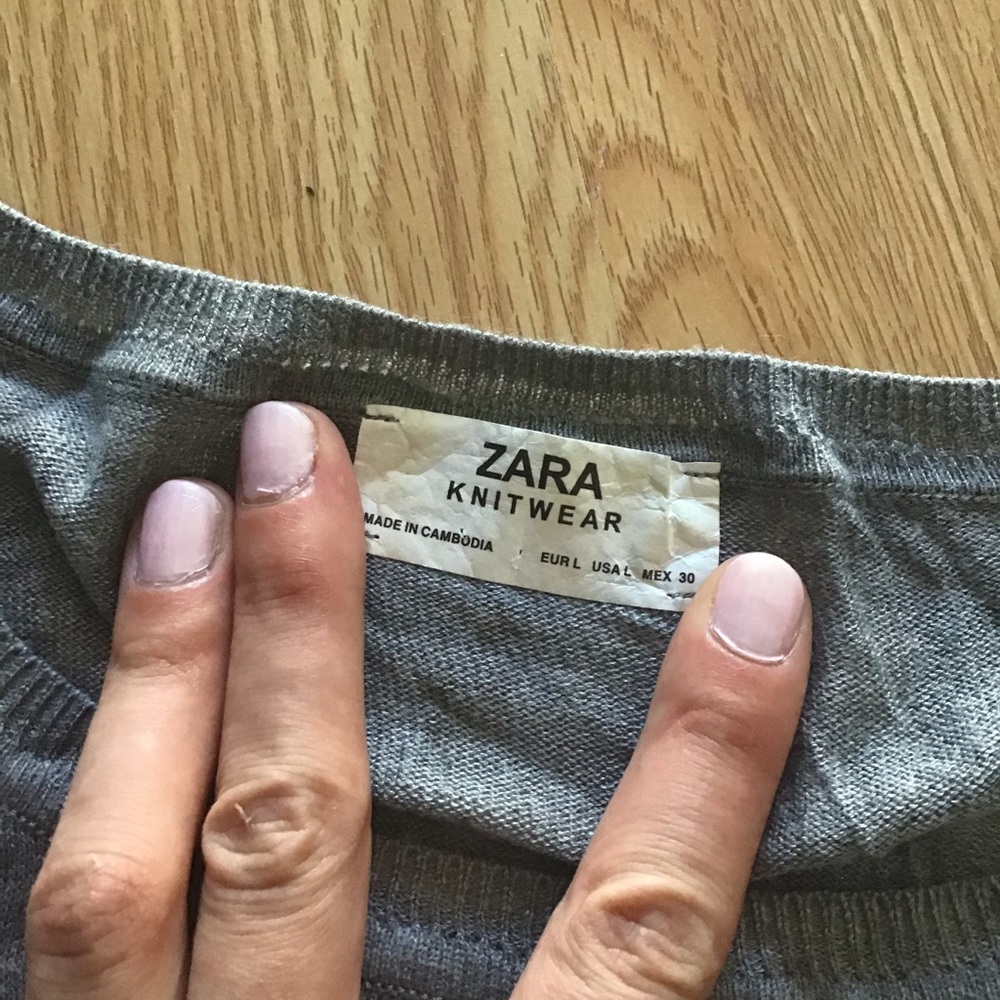 ZARA
KNITWEAR
MADE IN CAMBODIA
EUR L USA L MEX 30